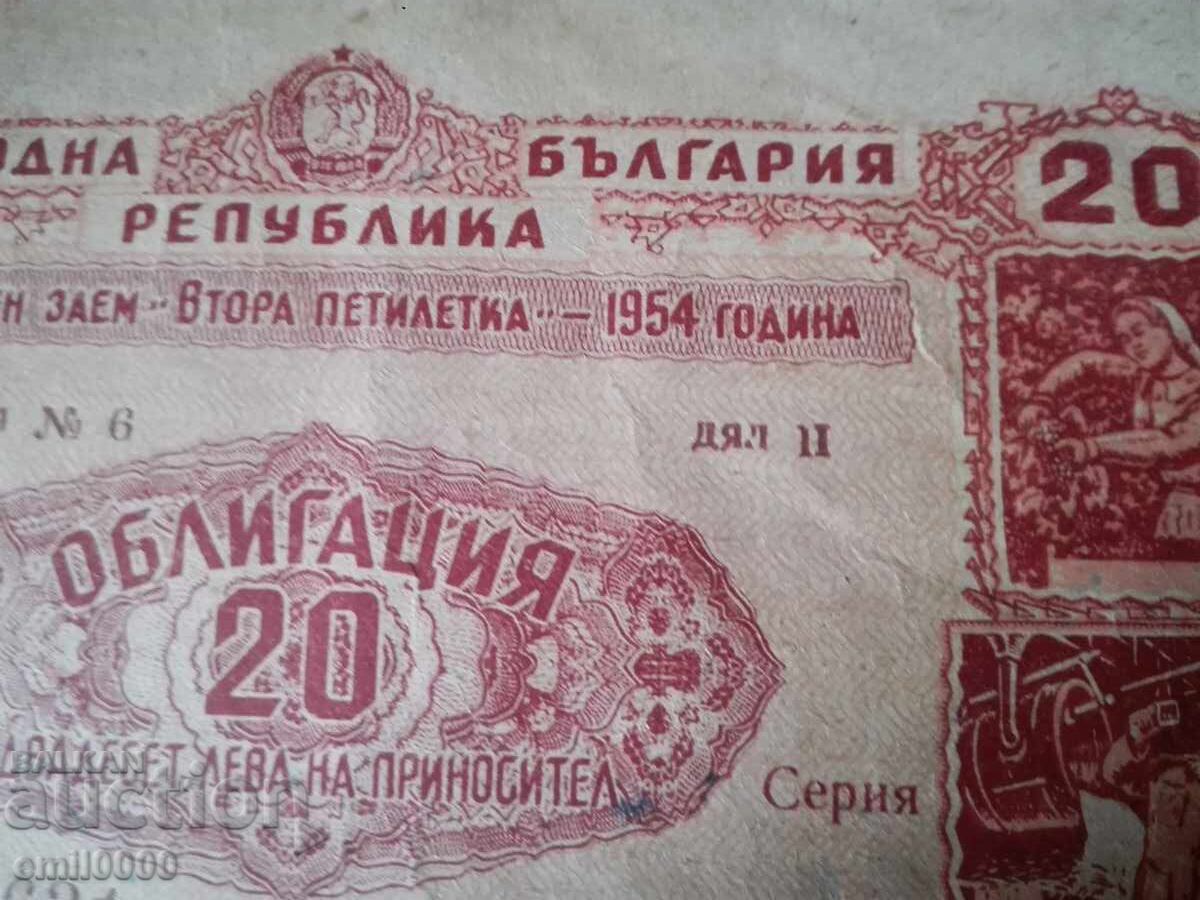 ОДНА БЪЛГАРИЯ 20
РЕПУБЛИКА
ЕН ЗАЕМ „ВТОРА ПЕТИЛЕТКА“ – 1954 ГОДИНА
№ 6 ДЯЛ II
ОБЛИГАЦИЯ
20
ЛЕВА НА ПРИНОСИТЕЛ
Серия
BALKAN
auction
emil0000